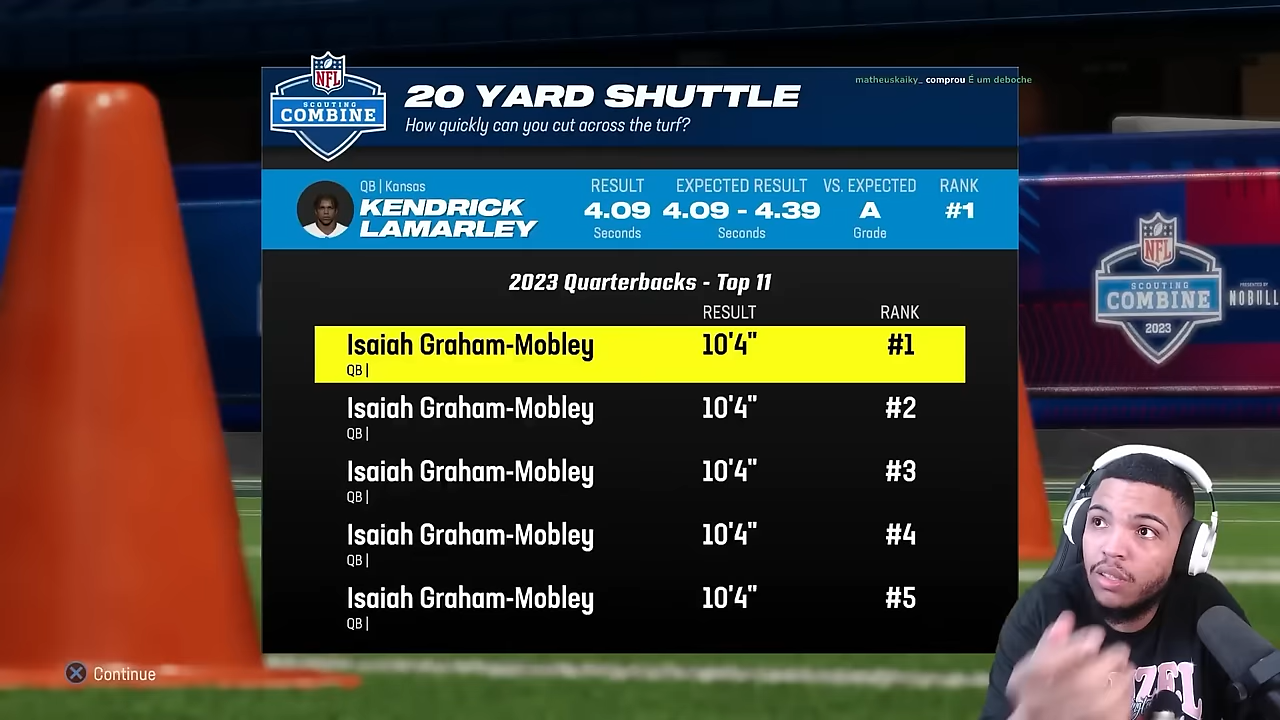 matheuskaiky_ comprou É um deboche
NFL
SCOUTING
COMBINE
20 YARD SHUTTLE
How quickly can you cut across the turf?
QB | Kansas
KENDRICK
LAMARLEY
RESULT
4.09
Seconds
EXPECTED RESULT
4.09 - 4.39
Seconds
VS. EXPECTED
A
Grade
RANK
#1
2023 Quarterbacks - Top 11
RESULT RANK
Isaiah Graham-Mobley 10'4" #1
QB |
Isaiah Graham-Mobley 10'4" #2
QB |
Isaiah Graham-Mobley 10'4" #3
QB |
Isaiah Graham-Mobley 10'4" #4
QB |
Isaiah Graham-Mobley 10'4" #5
QB |
NFL
SCOUTING
COMBINE
2023
PRESENTED BY
NOBULL
Continue